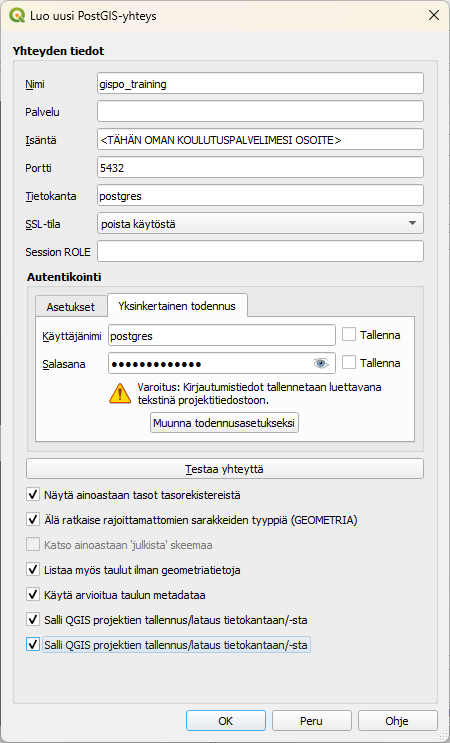 Luo uusi PostGIS-yhteys
Yhteyden tiedot
Nimi gispo_training
Palvelu
Isäntä <TÄHÄN OMAN KOULUTUSPALVELIMESI OSOITE>
Portti 5432
Tietokanta postgres
SSL-tila poista käytöstä
Session ROLE
Autentikointi
Asetukset Yksinkertainen todennus
Käyttäjänimi postgres Tallenna
Salasana ●●●●●●●●●●●●● Tallenna
Varoitus: Kirjautumistiedot tallennetaan luettavana
tekstinä projektitiedostoon.
Muunna todennusasetukseksi
Testaa yhteyttä
Näytä ainoastaan tasot tasorekistereistä
Älä ratkaise rajoittamattomien sarakkeiden tyyppiä (GEOMETRIA)
Katso ainoastaan 'julkista' skeemaa
Listaa myös taulut ilman geometriatietoja
Käytä arvioitua taulun metadataa
Salli QGIS projektien tallennus/lataus tietokantaan/-sta
Salli QGIS projektien tallennus/lataus tietokantaan/-sta
OK Peru Ohje